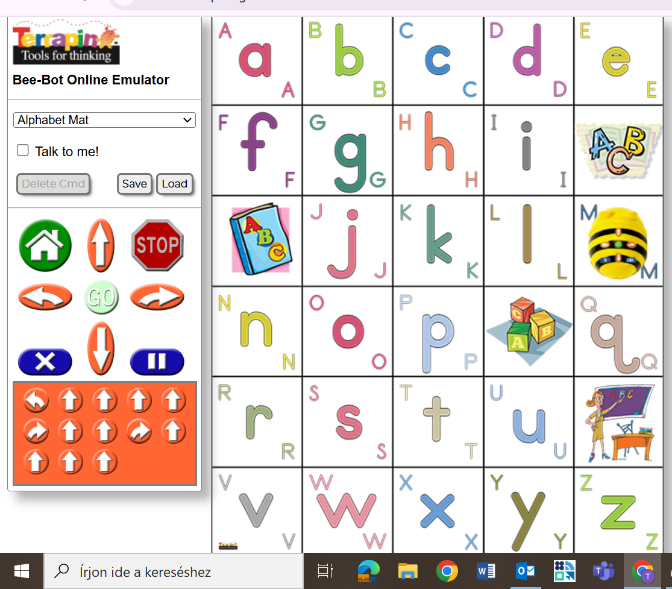 Terrapin
Tools for thinking
Bee-Bot Online Emulator
Alphabet Mat
Talk to me!
Delete Cmd Save Load
STOP
GO
A a A
B b B
C c C
D d D
E e E
F f F
G g G
H h H
I i I
A B C
A B C
J j J
K k K
L l L
M M
N n N
O o O
P p P
C B A
Q q Q
R r R
S s S
T t T
U u U
A B C
V v V
W w W
X x X
Y y Y
Z z Z
Írjon ide a kereséshez